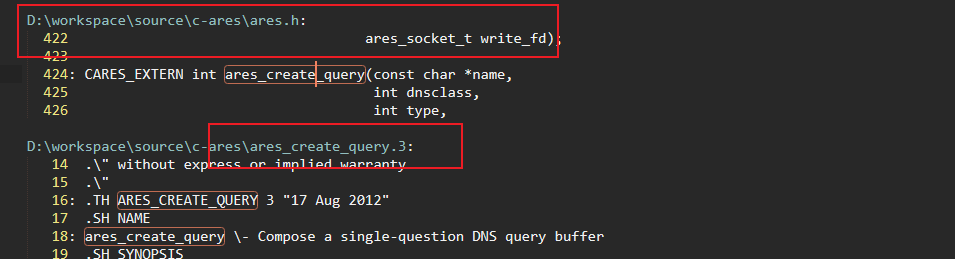 D:\workspace\source\c-ares\ares.h:
422 ares_socket_t write_fd);
423
424: CARES_EXTERN int ares_create_query(const char *name,
425 int dnsclass,
426 int type,
D:\workspace\source\c-ares\ares_create_query.3:
14 .\" without express or implied warranty.
15 .\"
16: .TH ARES_CREATE_QUERY 3 "17 Aug 2012"
17 .SH NAME
18: ares_create_query \- Compose a single-question DNS query buffer
19 .SH SYNOPSIS